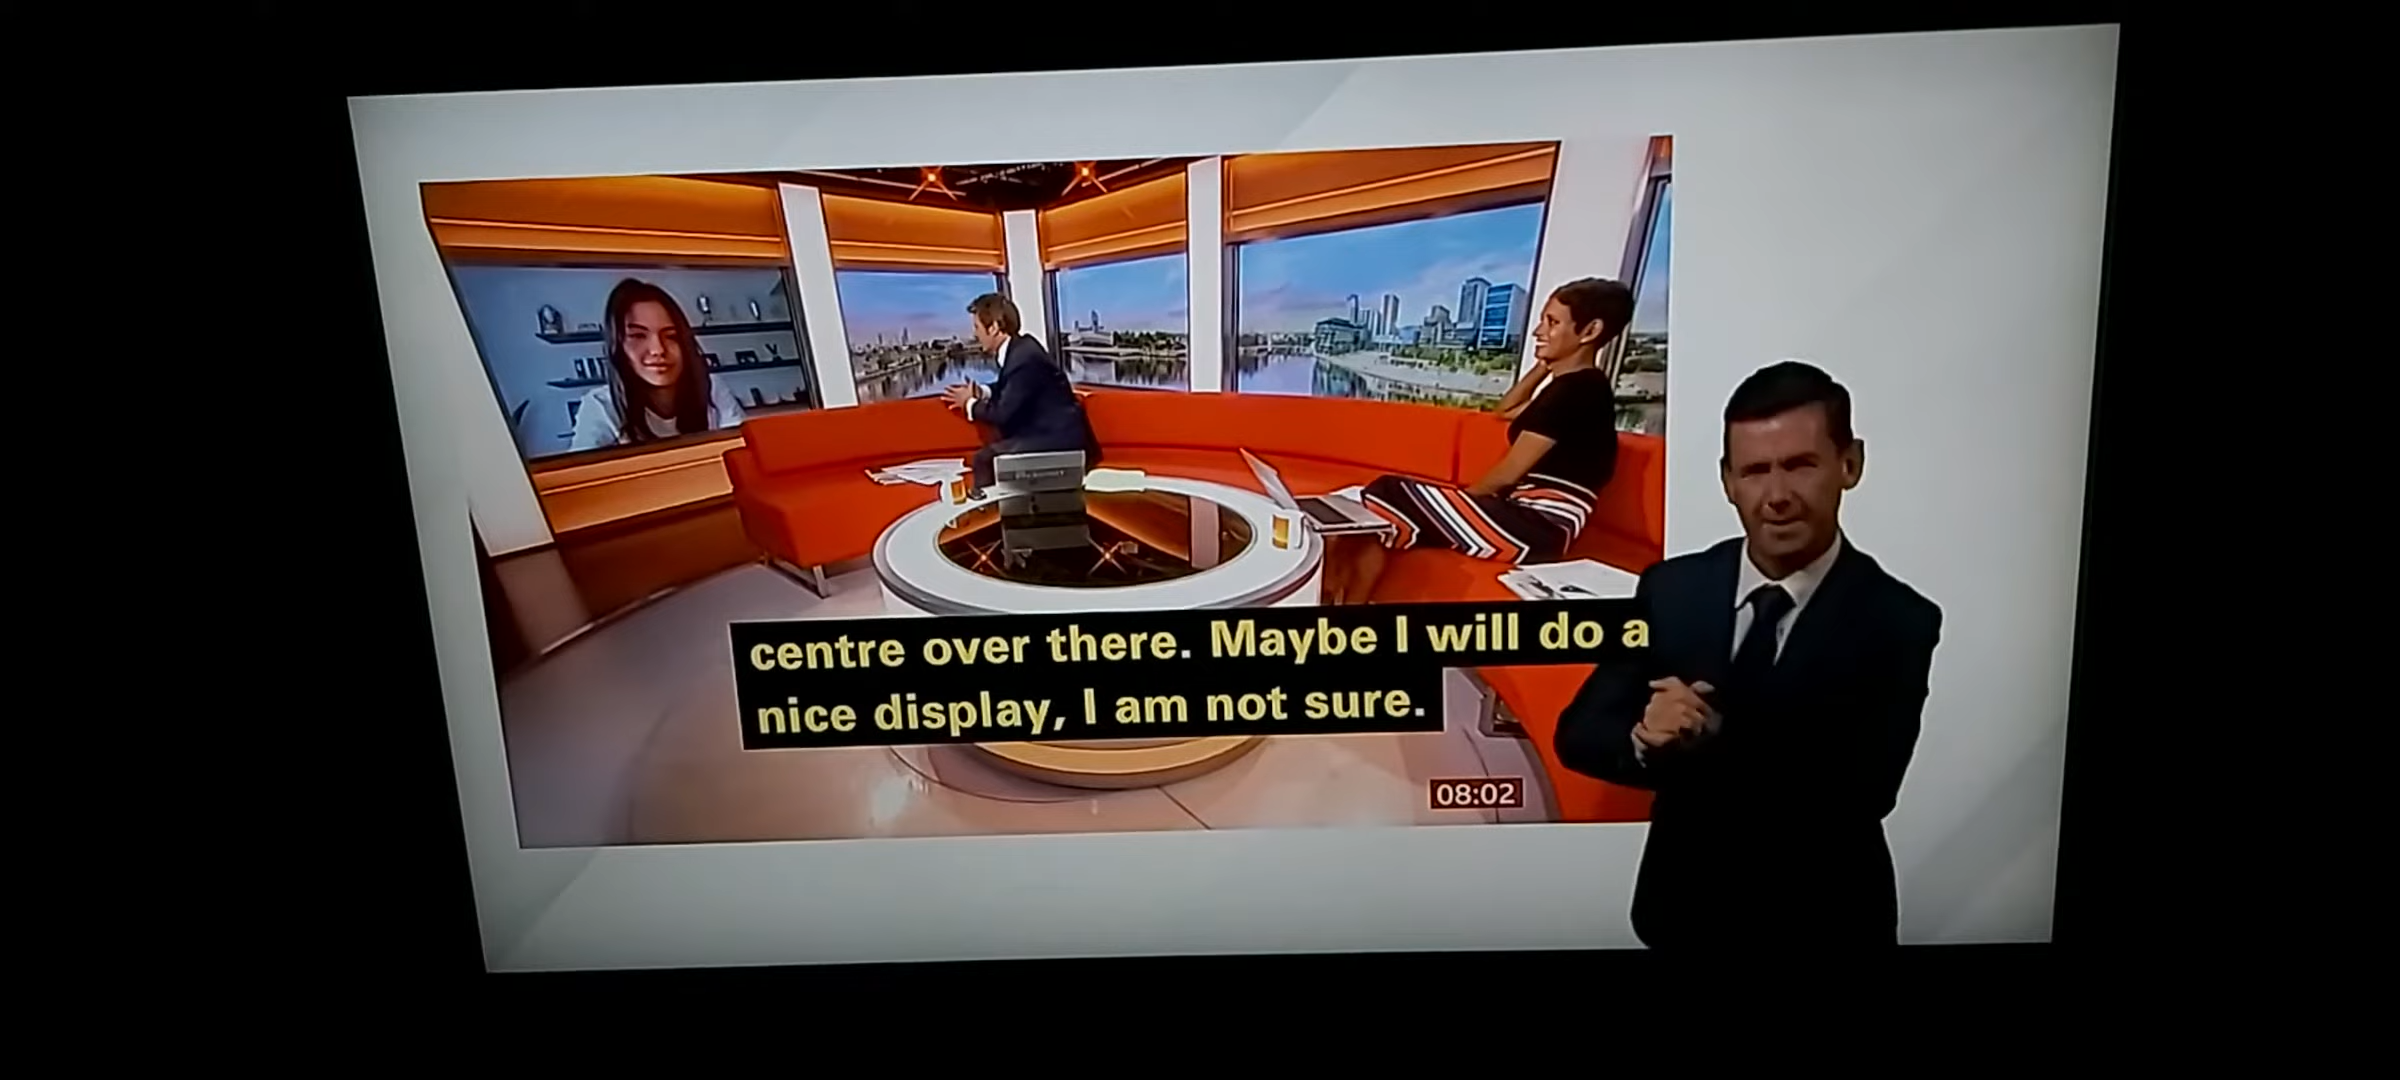 centre over there. Maybe I will do a
nice display, I am not sure.
08:02